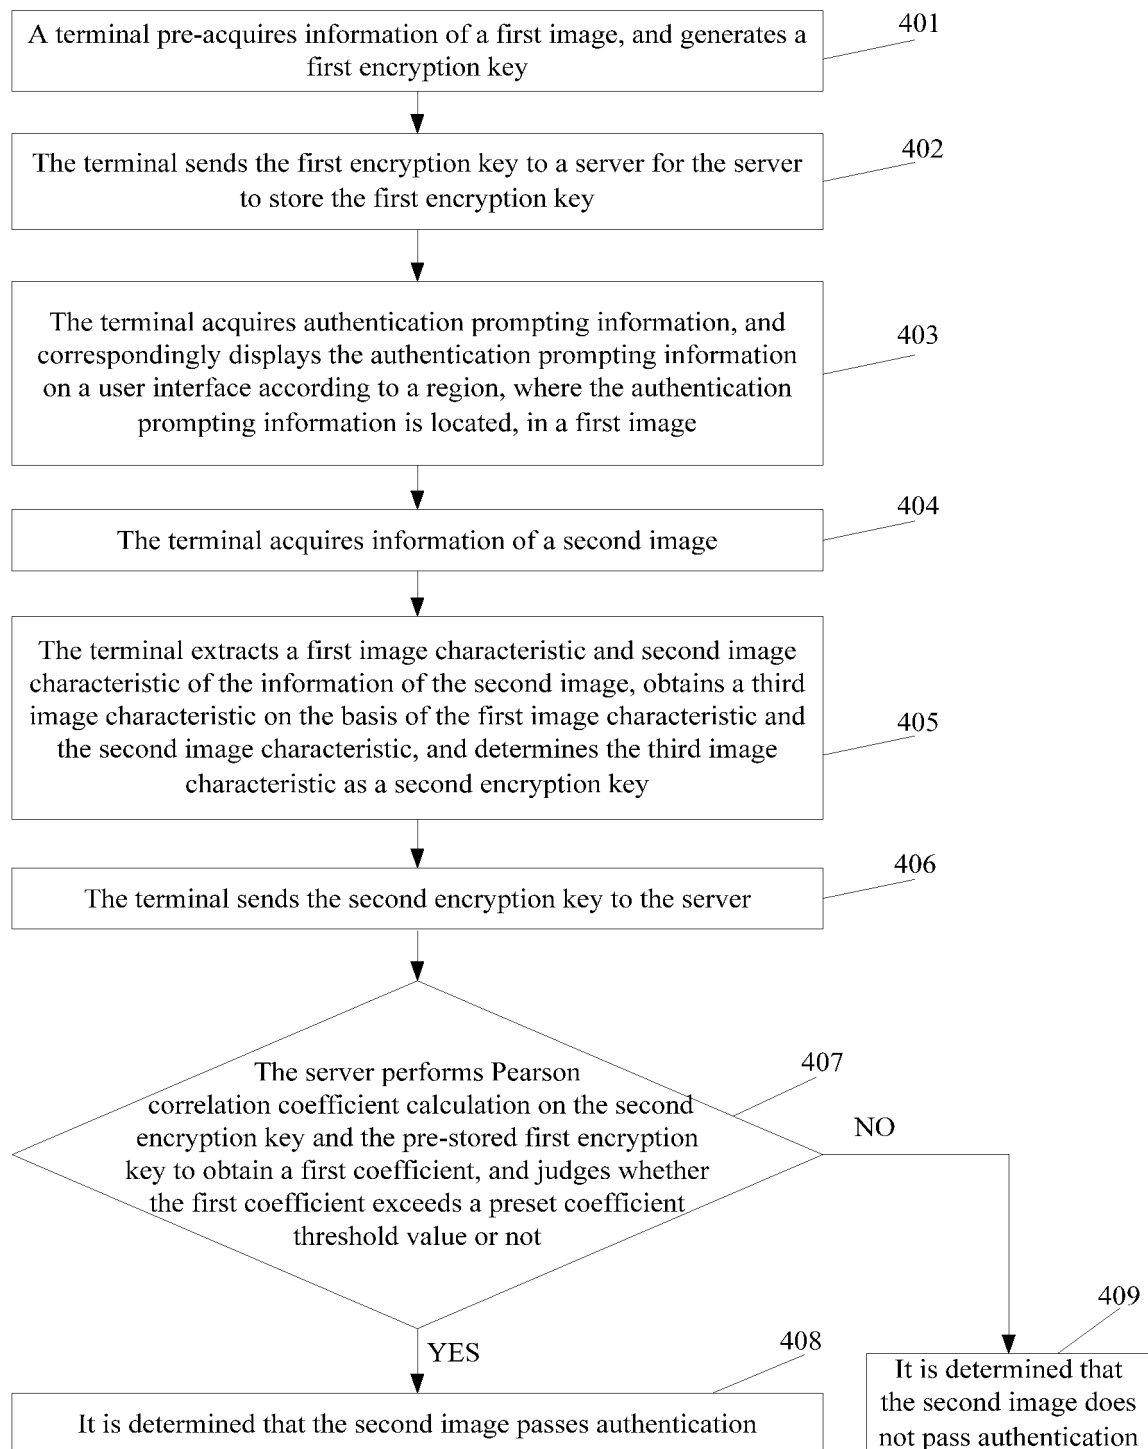 A terminal pre-acquires information of a first image, and generates a
first encryption key
401
The terminal sends the first encryption key to a server for the server
to store the first encryption key
402
The terminal acquires authentication prompting information, and
correspondingly displays the authentication prompting information
on a user interface according to a region, where the authentication
prompting information is located, in a first image
403
The terminal acquires information of a second image
404
The terminal extracts a first image characteristic and second image
characteristic of the information of the second image, obtains a third
image characteristic on the basis of the first image characteristic and
the second image characteristic, and determines the third image
characteristic as a second encryption key
405
The terminal sends the second encryption key to the server
406
The server performs Pearson
correlation coefficient calculation on the second
encryption key and the pre-stored first encryption
key to obtain a first coefficient, and judges whether
the first coefficient exceeds a preset coefficient
threshold value or not
407
NO
YES
It is determined that the second image passes authentication
408
It is determined that
the second image does
not pass authentication
409